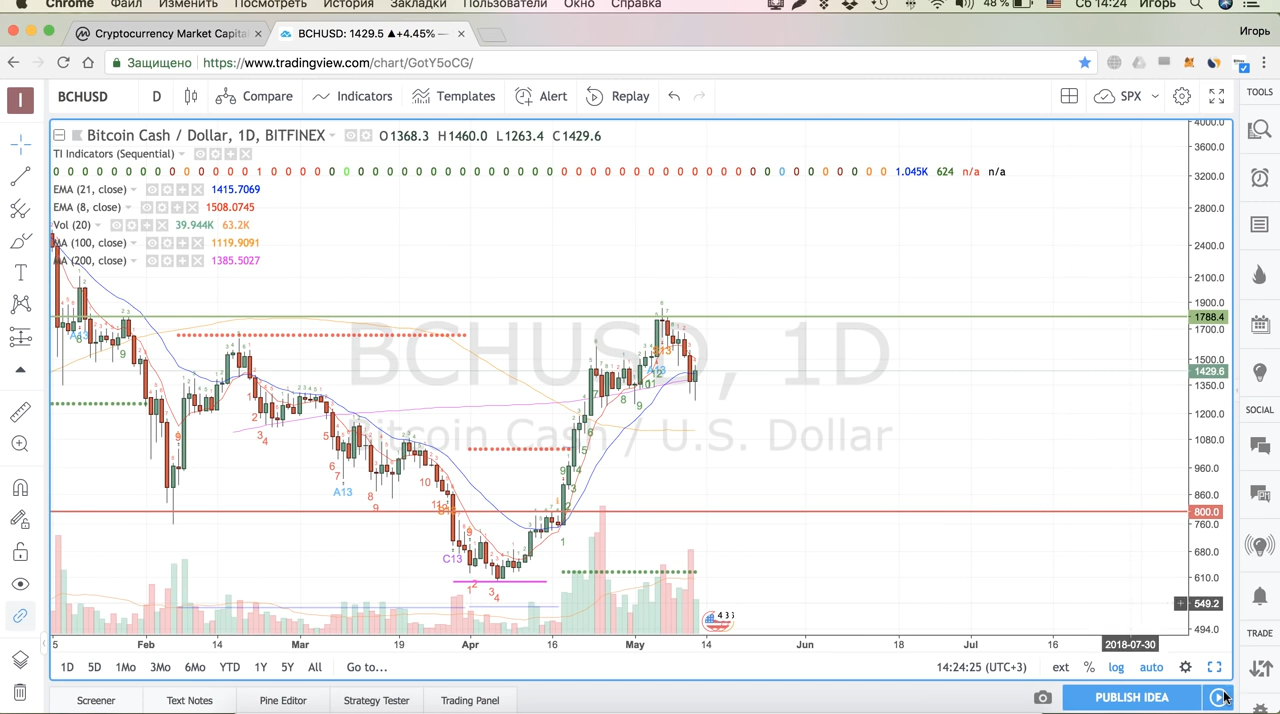 Chrome Файл Изменить Посмотреть История Закладки Пользователи Окно Справка 48 % Сб 14:24 Игорь
Cryptocurrency Market Capital BCHUSD: 1429.5 ▲+4.45% — Игорь
Защищено https://www.tradingview.com/chart/GotY5oCG/
I BCHUSD D Compare Indicators Templates Alert Replay SPX TOOLS
Bitcoin Cash / Dollar, 1D, BITFINEX O1368.3 H1460.0 L1263.4 C1429.6
TI Indicators (Sequential)
1.045K 624 n/a n/a
EMA (21, close) 1415.7069
EMA (8, close) 1508.0745
Vol (20) 39.944K 63.2K
MA (100, close) 1119.9091
MA (200, close) 1385.5027
BCHUSD, 1D
Bitcoin Cash / U.S. Dollar
4000.0
3600.0
3200.0
2800.0
2400.0
2100.0
1900.0
1788.4
1700.0
1500.0
1429.6
1350.0
1200.0
1080.0
960.0
860.0
800.0
760.0
680.0
610.0
549.2
494.0
A13
C13
A13
5 Feb 14 Mar 19 Apr 16 May 14 Jun 18 Jul 16 2018-07-30
1D 5D 1Mo 3Mo 6Mo YTD 1Y 5Y All Go to... 14:24:25 (UTC+3) ext % log auto
Screener Text Notes Pine Editor Strategy Tester Trading Panel PUBLISH IDEA
SOCIAL
TRADE